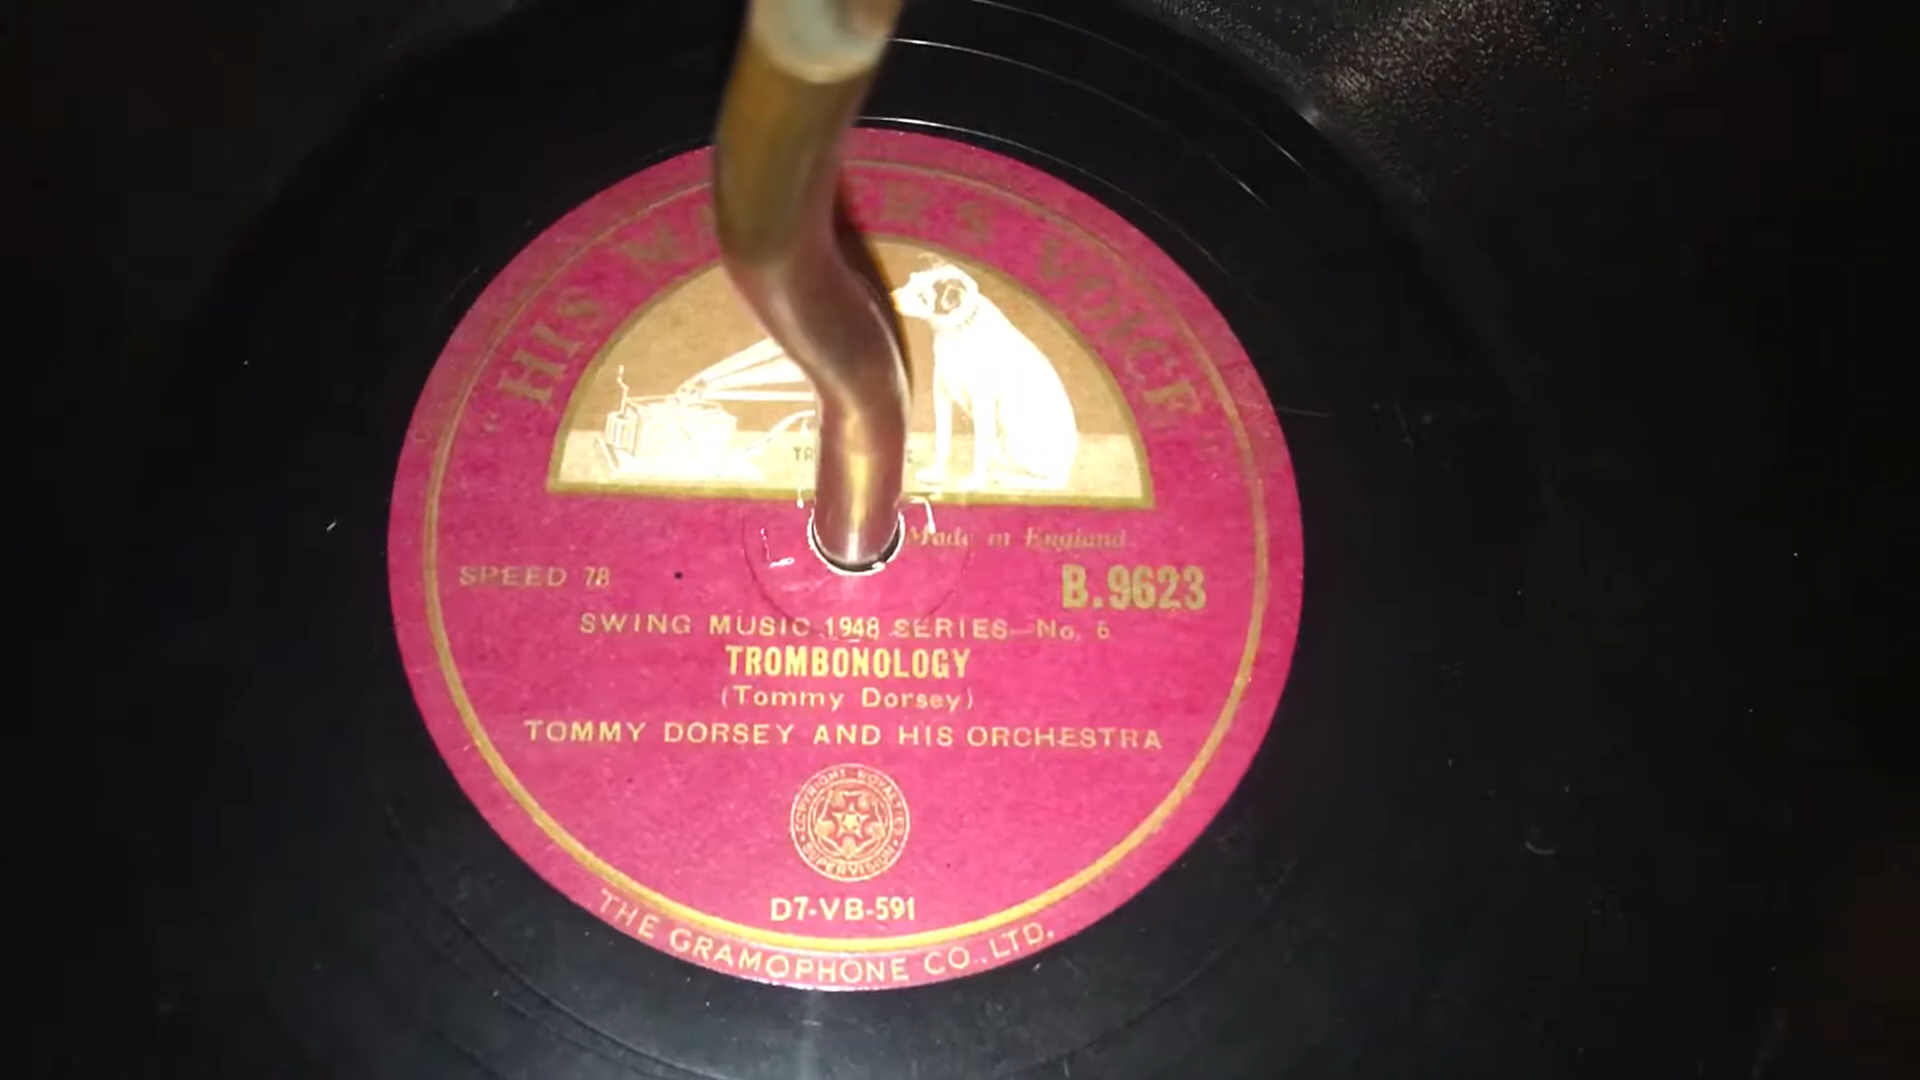 "HIS MASTER'S VOICE"
Made in England.
SPEED 78
B.9623
SWING MUSIC 1948 SERIES—No. 6
TROMBONOLOGY
(Tommy Dorsey)
TOMMY DORSEY AND HIS ORCHESTRA
COPYRIGHT ROYALTIES
SUPERVISION
D7-VB-591
THE GRAMOPHONE CO., LTD.